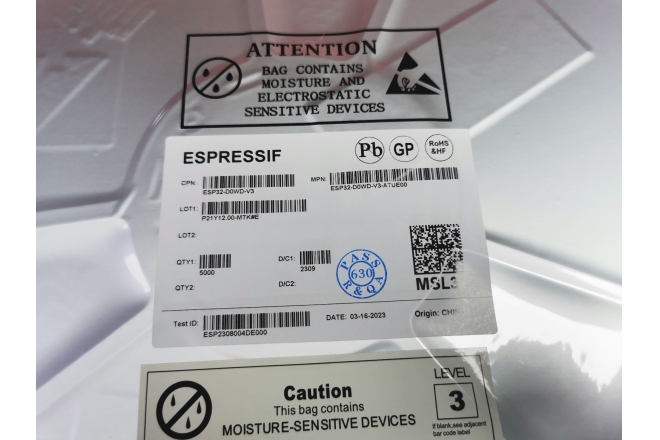 ATTENTION
BAG CONTAINS
MOISTURE AND
ELECTROSTATIC
SENSITIVE DEVICES
ESPRESSIF
Pb
GP
RoHS
&HF
CPN:
ESP32-D0WD-V3
MPN:
ESP32-D0WD-V3-ATUE00
LOT1:
P21Y12.00-MTK#E
LOT2:
QTY1:
5000
D/C1:
2309
QTY2:
D/C2:
PASS
630
R&QA
MSL3
Test ID:
ESP2308004DE000
DATE: 03-16-2023
Origin:
Caution
This bag contains
MOISTURE-SENSITIVE DEVICES
LEVEL
3
If blank,see adjacent
bar code label